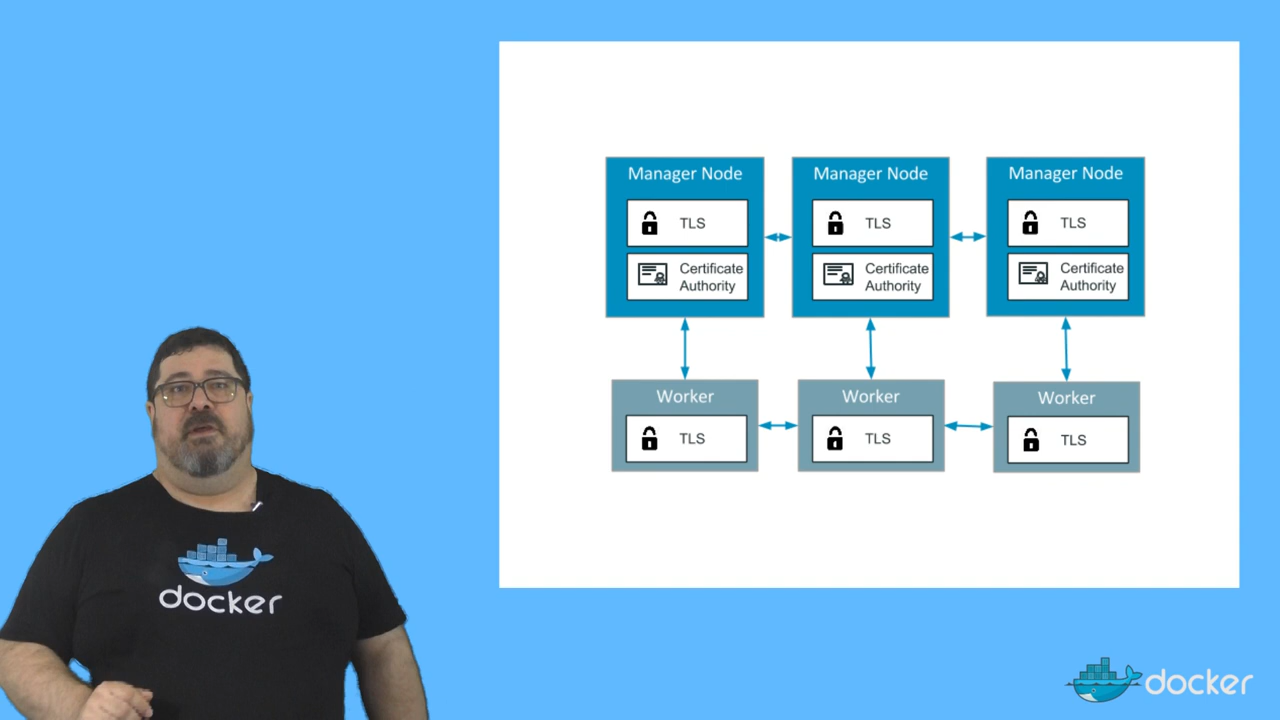 Manager Node
TLS
Certificate
Authority
Manager Node
TLS
Certificate
Authority
Manager Node
TLS
Certificate
Authority
Worker
TLS
Worker
TLS
Worker
TLS
docker
docker